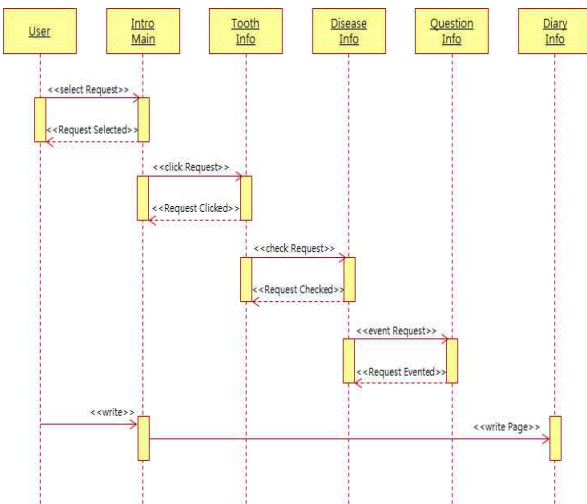 User
Intro
Main
Tooth
Info
Disease
Info
Question
Info
Diary
Info
<<select Request>>
<<Request Selected>>
<<click Request>>
<<Request Clicked>>
<<check Request>>
<<Request Checked>>
<<event Request>>
<<Request Evented>>
<<write>>
<<write Page>>